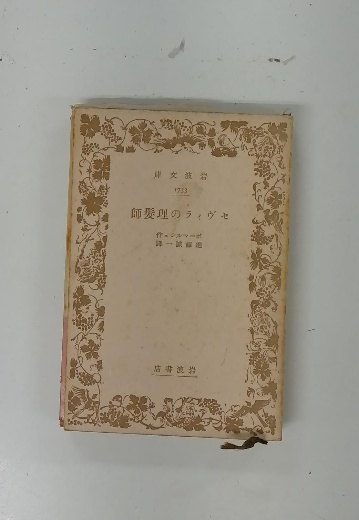 岩波文庫
セヴィラの理髪師
ボーマルシェ作
進藤誠一譯
岩波書店